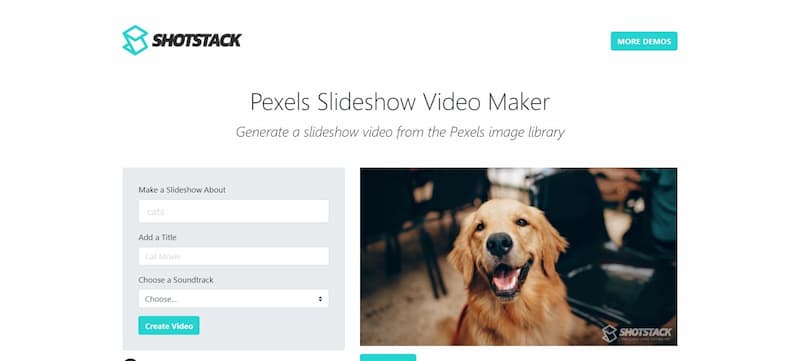 SHOTSTACK
MORE DEMOS
Pexels Slideshow Video Maker
Generate a slideshow video from the Pexels image library
Make a Slideshow About
cats
Add a Title
Cat Movie
Choose a Soundtrack
Choose...
Create Video
SHOTSTACK